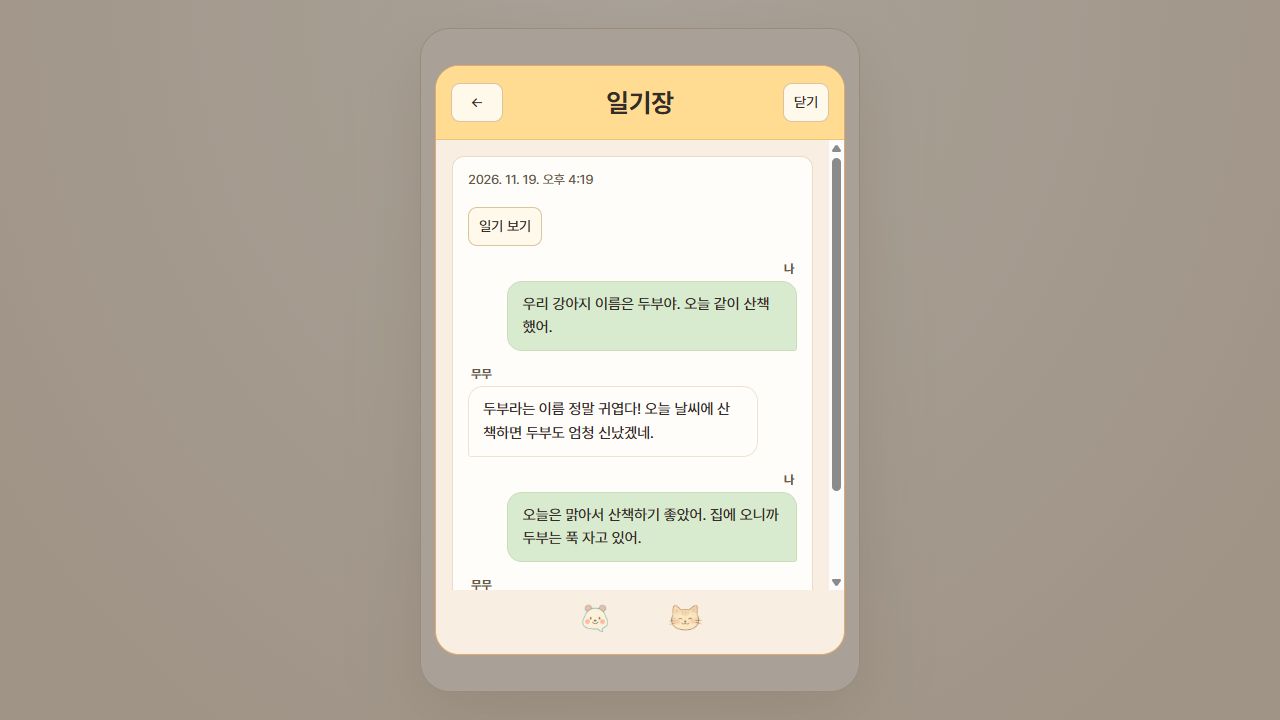 ←
일기장
닫기
2026. 11. 19. 오후 4:19
일기 보기
나
우리 강아지 이름은 두부야. 오늘 같이 산책
했어.
무무
두부라는 이름 정말 귀엽다! 오늘 날씨에 산
책하면 두부도 엄청 신났겠네.
나
오늘은 맑아서 산책하기 좋았어. 집에 오니까
두부는 푹 자고 있어.
무무